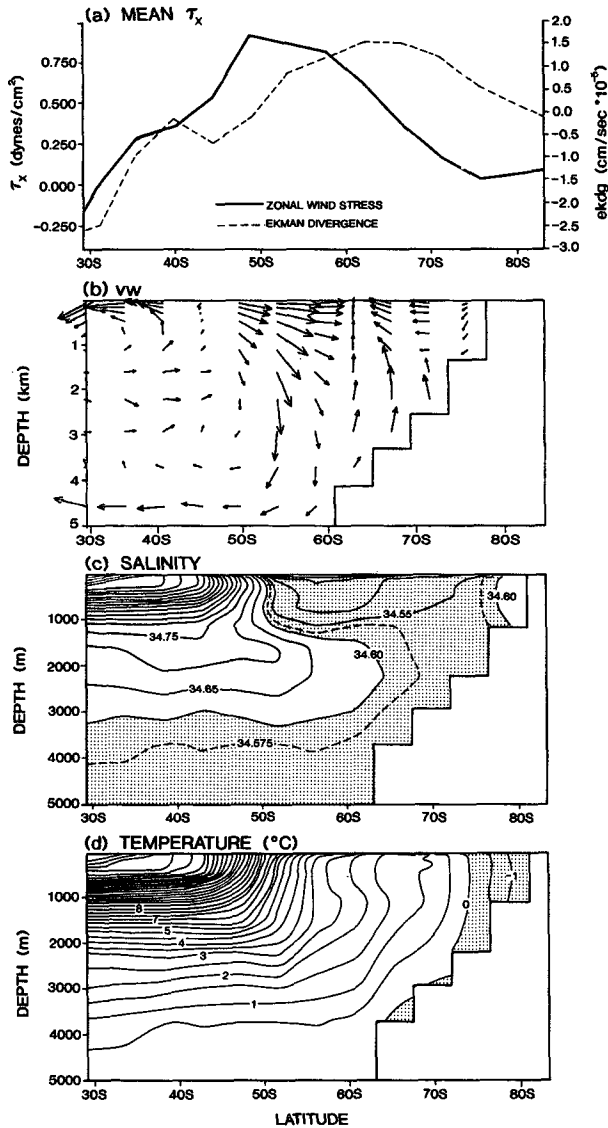 (a) MEAN τx
τx (dynes/cm²)
0.750
0.500
0.250
0.000
−0.250
2.0
1.5
1.0
0.5
0.0
−0.5
−1.0
−1.5
−2.0
−2.5
−3.0
ekdg (cm/sec *10⁻⁵)
ZONAL WIND STRESS
EKMAN DIVERGENCE
30S 40S 50S 60S 70S 80S
(b) vw
DEPTH (km)
1
2
3
4
5
30S 40S 50S 60S 70S 80S
(c) SALINITY
DEPTH (m)
1000
2000
3000
4000
5000
34.60
34.55
34.75
34.60
34.65
34.575
30S 40S 50S 60S 70S 80S
(d) TEMPERATURE (°C)
DEPTH (m)
1000
2000
3000
4000
5000
−1
0
8
7
5
4
3
2
1
30S 40S 50S 60S 70S 80S
LATITUDE